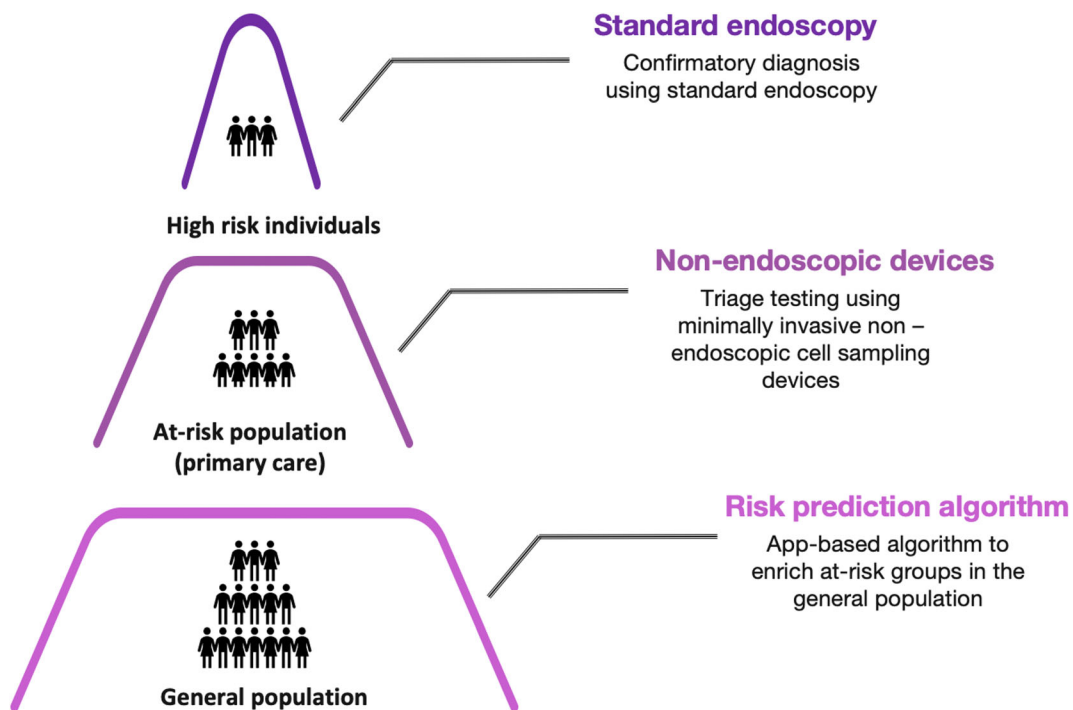 Standard endoscopy
Confirmatory diagnosis
using standard endoscopy
High risk individuals
Non-endoscopic devices
Triage testing using
minimally invasive non –
endoscopic cell sampling
devices
At-risk population
(primary care)
Risk prediction algorithm
App-based algorithm to
enrich at-risk groups in the
general population
General population